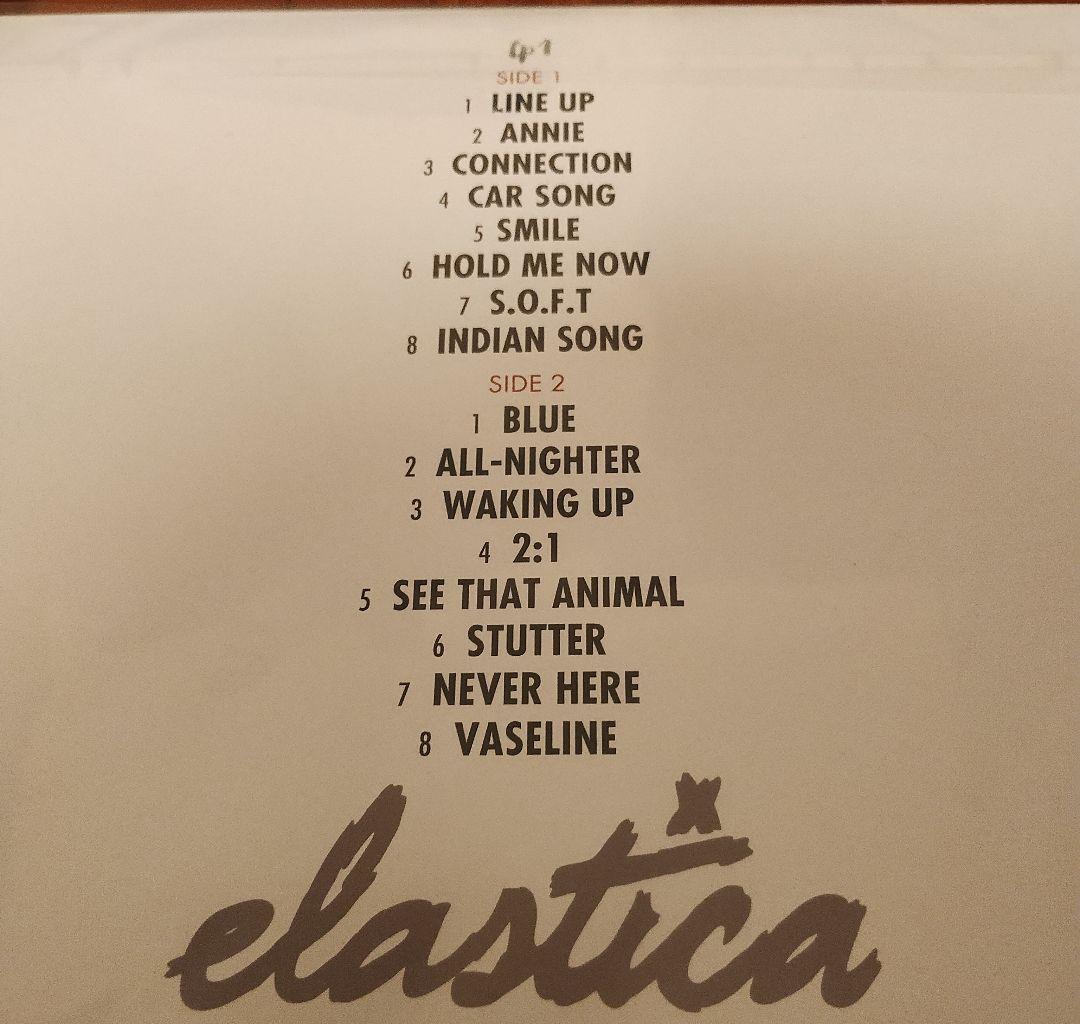 LP 1
SIDE 1
1 LINE UP
2 ANNIE
3 CONNECTION
4 CAR SONG
5 SMILE
6 HOLD ME NOW
7 S.O.F.T
8 INDIAN SONG
SIDE 2
1 BLUE
2 ALL-NIGHTER
3 WAKING UP
4 2:1
5 SEE THAT ANIMAL
6 STUTTER
7 NEVER HERE
8 VASELINE
elastica